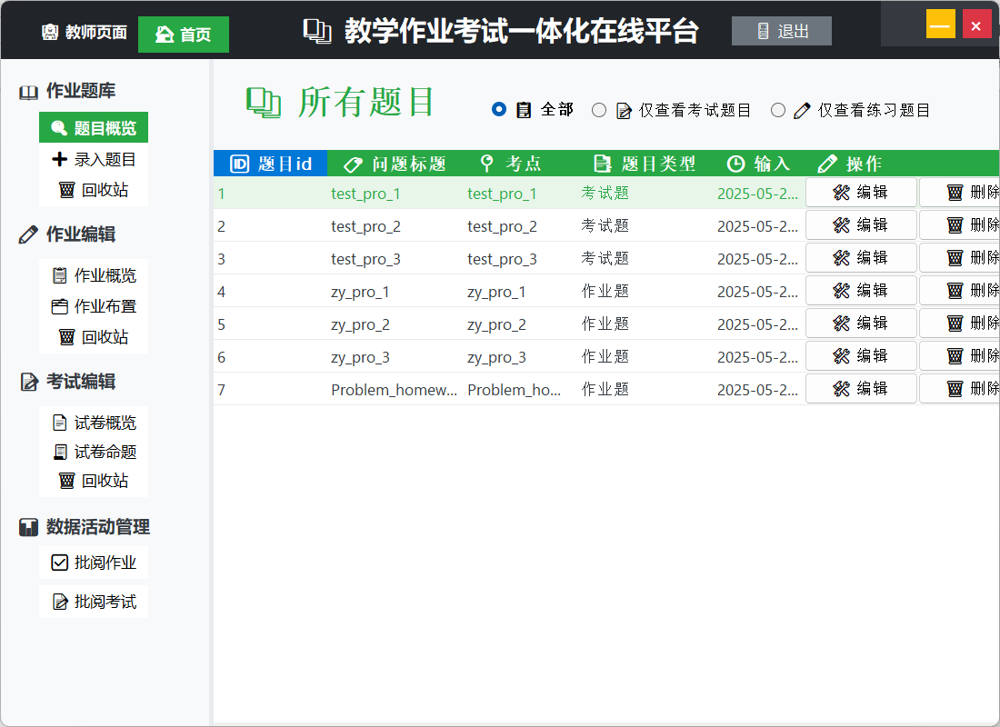 教师页面 首页 教学作业考试一体化在线平台 退出
作业题库
题目概览
录入题目
回收站
作业编辑
作业概览
作业布置
回收站
考试编辑
试卷概览
试卷命题
回收站
数据活动管理
批阅作业
批阅考试
所有题目 全部 仅查看考试题目 仅查看练习题目
题目id 问题标题 考点 题目类型 输入 操作
1 test_pro_1 test_pro_1 考试题 2025-05-2... 编辑 删除
2 test_pro_2 test_pro_2 考试题 2025-05-2... 编辑 删除
3 test_pro_3 test_pro_3 考试题 2025-05-2... 编辑 删除
4 zy_pro_1 zy_pro_1 作业题 2025-05-2... 编辑 删除
5 zy_pro_2 zy_pro_2 作业题 2025-05-2... 编辑 删除
6 zy_pro_3 zy_pro_3 作业题 2025-05-2... 编辑 删除
7 Problem_homew... Problem_ho... 作业题 2025-05-2... 编辑 删除